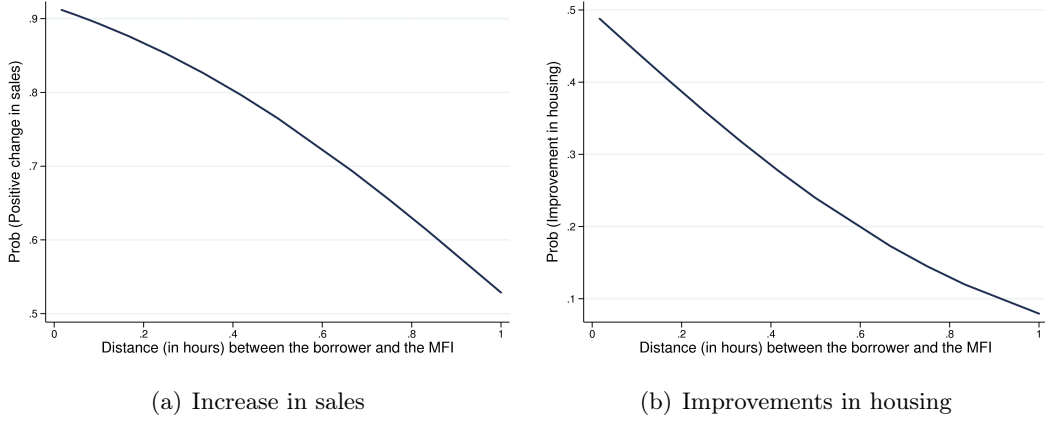 Prob (Positive change in sales)
.9
.8
.7
.6
.5
0 .2 .4 .6 .8 1
Distance (in hours) between the borrower and the MFI
(a) Increase in sales
Prob (Improvement in housing)
.5
.4
.3
.2
.1
0 .2 .4 .6 .8 1
Distance (in hours) between the borrower and the MFI
(b) Improvements in housing